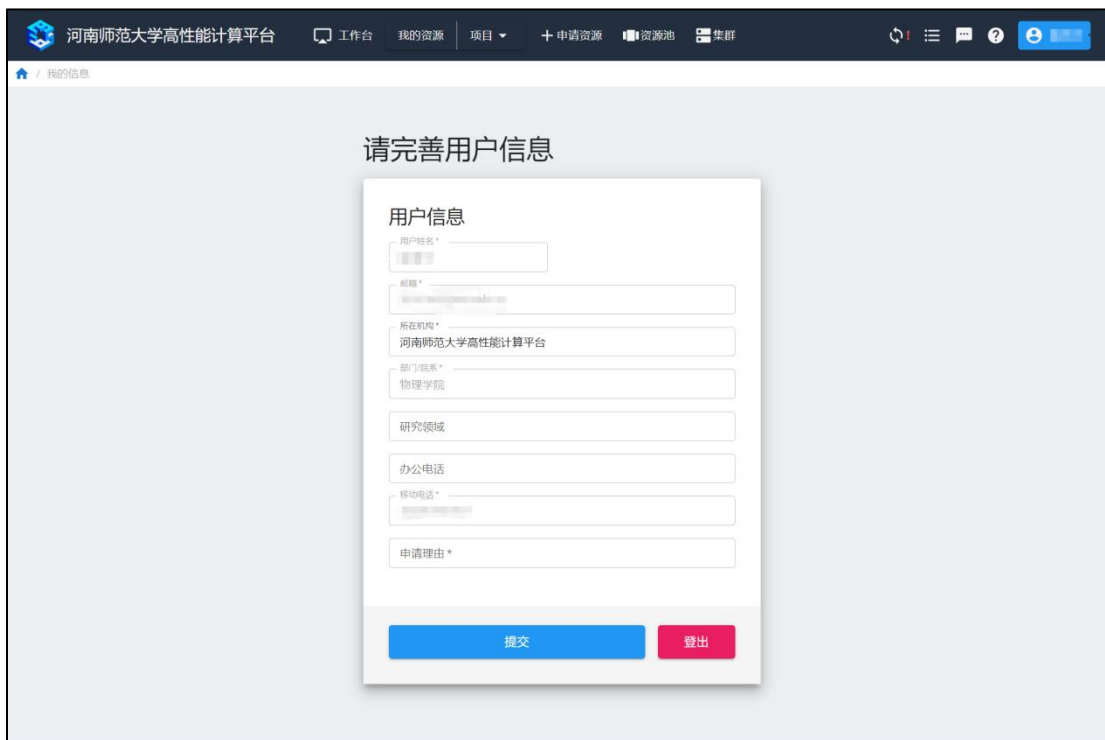 河南师范大学高性能计算平台 工作台 我的资源 项目 申请资源 资源池 集群
/ 我的信息
请完善用户信息
用户信息
用户姓名 *
邮箱 *
所在机构 *
河南师范大学高性能计算平台
部门/院系 *
物理学院
研究领域
办公电话
移动电话 *
申请理由 *
提交 登出